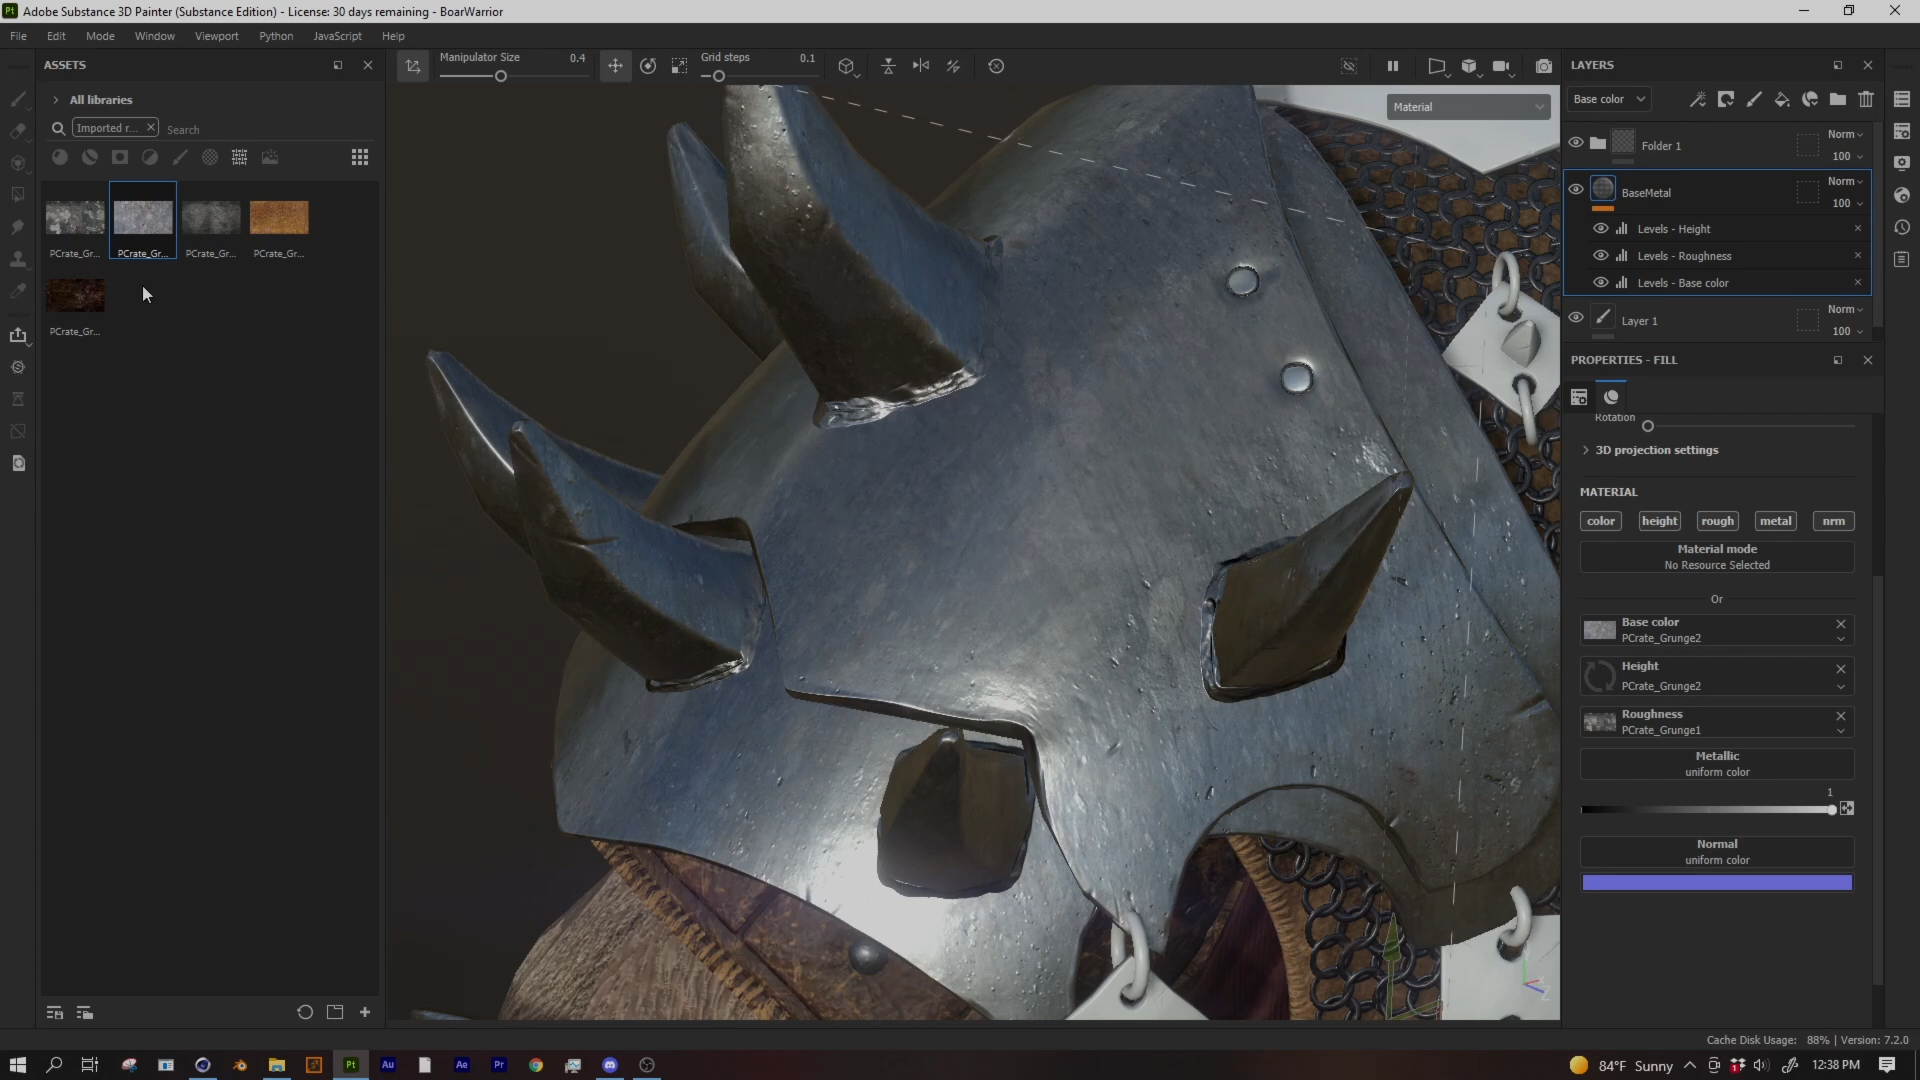 Pt Adobe Substance 3D Painter (Substance Edition) - License: 30 days remaining - BoarWarrior
File Edit Mode Window Viewport Python JavaScript Help
ASSETS
All libraries
Imported r... Search
PCrate_Gr...
PCrate_Gr...
PCrate_Gr...
PCrate_Gr...
PCrate_Gr...
Manipulator Size 0.4
Grid steps 0.1
Material
LAYERS
Base color
Folder 1
Norm
100
BaseMetal
Norm
100
Levels - Height
Levels - Roughness
Levels - Base color
Layer 1
Norm
100
PROPERTIES - FILL
Rotation
3D projection settings
MATERIAL
color height rough metal nrm
Material mode
No Resource Selected
Or
Base color
PCrate_Grunge2
Height
PCrate_Grunge2
Roughness
PCrate_Grunge1
Metallic
uniform color
1
Normal
uniform color
Cache Disk Usage: 88% | Version: 7.2.0
Pt Au Ae Pr
84°F Sunny
12:38 PM